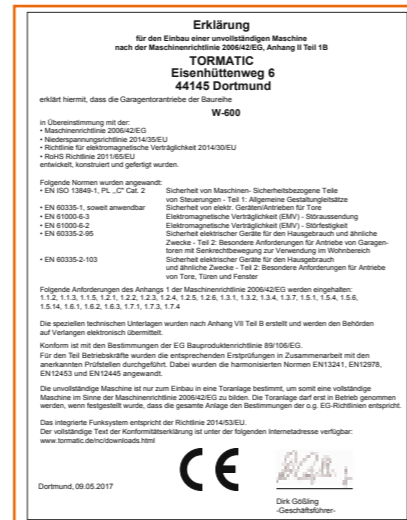 Erklärung
für den Einbau einer unvollständigen Maschine
nach der Maschinenrichtlinie 2006/42/EG, Anhang II Teil 1B
TORMATIC
Eisenhüttenweg 6
44145 Dortmund
erklärt hiermit, dass die Garagentorantriebe der Baureihe
W-600
in Übereinstimmung mit der:
• Maschinenrichtlinie 2006/42/EG
• Niederspannungsrichtlinie 2014/35/EU
• Richtlinie für elektromagnetische Verträglichkeit 2014/30/EU
• RoHS Richtlinie 2011/65/EU
entwickelt, konstruiert und gefertigt wurden.
Folgende Normen wurden angewandt:
• EN ISO 13849-1, PL „C" Cat. 2 Sicherheit von Maschinen- Sicherheitsbezogene Teile
von Steuerungen - Teil 1: Allgemeine Gestaltungleitsätze
• EN 60335-1, soweit anwendbar Sicherheit von elektr. Geräten/Antrieben für Tore
• EN 61000-6-3 Elektromagnetische Verträglichkeit (EMV) - Störaussendung
• EN 61000-6-2 Elektromagnetische Verträglichkeit (EMV) - Störfestigkeit
• EN 60335-2-95 Sicherheit elektrischer Geräte für den Hausgebrauch und ähnliche
Zwecke - Teil 2: Besondere Anforderungen für Antriebe von Garagen-
toren mit Senkrechtbewegung zur Verwendung im Wohnbereich
• EN 60335-2-103 Sicherheit elektrischer Geräte für den Hausgebrauch
und ähnliche Zwecke - Teil 2: Besondere Anforderungen für Antriebe
von Tore, Türen und Fenster
Folgende Anforderungen des Anhangs 1 der Maschinenrichtlinie 2006/42/EG werden eingehalten:
1.1.2, 1.1.3, 1.1.5, 1.2.1, 1.2.2, 1.2.3, 1.2.4, 1.2.5, 1.2.6, 1.3.1, 1.3.2, 1.3.4, 1.3.7, 1.5.1, 1.5.4, 1.5.6,
1.5.14, 1.6.1, 1.6.2, 1.6.3, 1.7.1, 1.7.3, 1.7.4
Die speziellen technischen Unterlagen wurden nach Anhang VII Teil B erstellt und werden den Behörden
auf Verlangen elektronisch übermittelt.
Konform ist mit den Bestimmungen der EG Bauproduktenrichtlinie 89/106/EG.
Für den Teil Betriebskräfte wurden die entsprechenden Erstprüfungen in Zusammenarbeit mit den
anerkannten Prüfstellen durchgeführt. Dabei wurden die harmonisierten Normen EN13241, EN12978,
EN12453 und EN12445 angewandt.
Die unvollständige Maschine ist nur zum Einbau in eine Toranlage bestimmt, um somit eine vollständige
Maschine im Sinne der Maschinenrichtlinie 2006/42/EG zu bilden. Die Toranlage darf erst in Betrieb genommen
werden, wenn festgestellt wurde, dass die gesamte Anlage den Bestimmungen der o.g. EG-Richtlinien entspricht.
Das integrierte Funksystem entspricht der Richtlinie 2014/53/EU.
Der vollständige Text der Konformitätserklärung ist unter der folgenden Internetadresse verfügbar:
www.tormatic.de/nc/downloads.html
CE
Dortmund, 09.05.2017
Dirk Gößling
-Geschäftsführer-